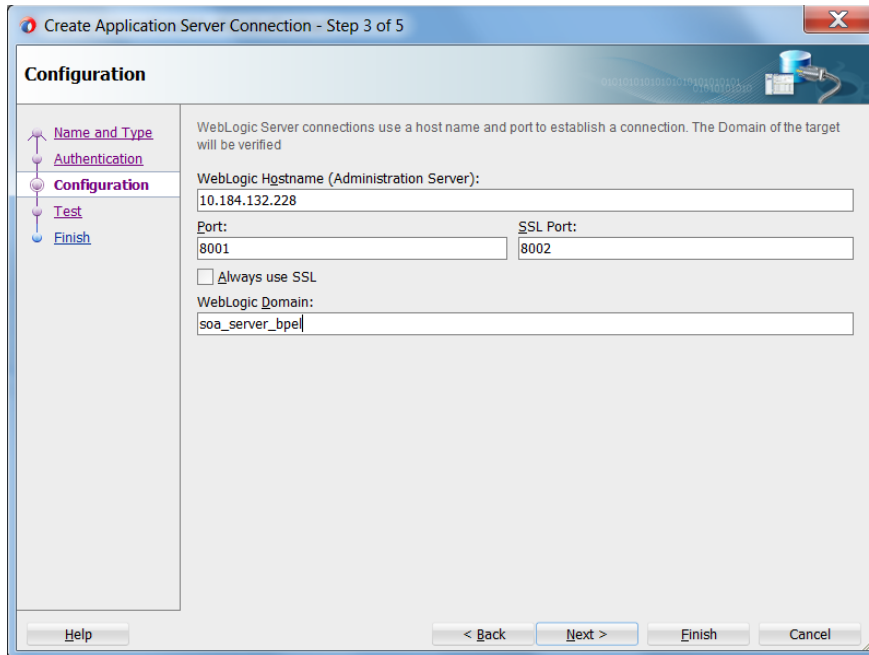 Create Application Server Connection - Step 3 of 5
Configuration
Name and Type
Authentication
Configuration
Test
Finish
WebLogic Server connections use a host name and port to establish a connection. The Domain of the target
will be verified
WebLogic Hostname (Administration Server):
10.184.132.228
Port:
SSL Port:
8001
8002
Always use SSL
WebLogic Domain:
soa_server_bpel
Help
< Back
Next >
Finish
Cancel